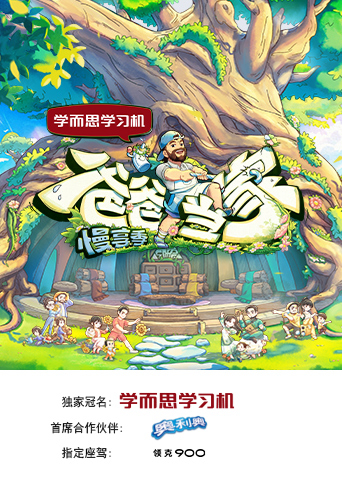 学而思学习机
爸爸当家
慢享季
独家冠名：学而思学习机
首席合作伙伴：奥利奥
指定座驾：领克900